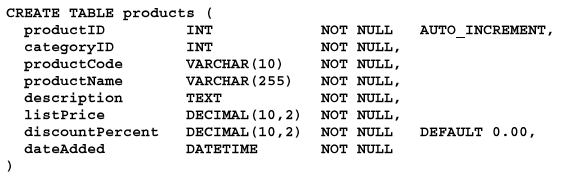 CREATE TABLE products (
  productID        INT             NOT NULL   AUTO_INCREMENT,
  categoryID       INT             NOT NULL,
  productCode      VARCHAR(10)     NOT NULL,
  productName      VARCHAR(255)    NOT NULL,
  description      TEXT            NOT NULL,
  listPrice        DECIMAL(10,2)   NOT NULL,
  discountPercent  DECIMAL(10,2)   NOT NULL   DEFAULT 0.00,
  dateAdded        DATETIME        NOT NULL
)